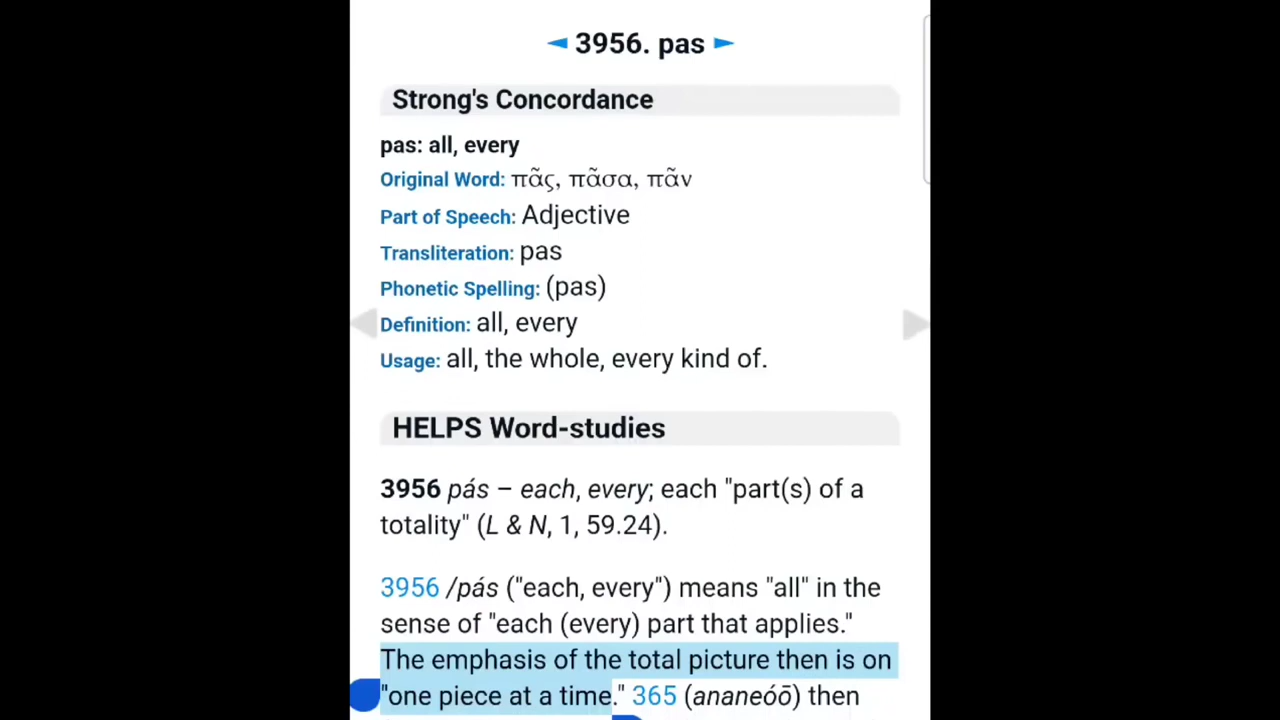 ◄ 3956. pas ►
Strong's Concordance
pas: all, every
Original Word: πᾶς, πᾶσα, πᾶν
Part of Speech: Adjective
Transliteration: pas
Phonetic Spelling: (pas)
Definition: all, every
Usage: all, the whole, every kind of.
HELPS Word-studies
3956 pás – each, every; each "part(s) of a
totality" (L & N, 1, 59.24).
3956 /pás ("each, every") means "all" in the
sense of "each (every) part that applies."
The emphasis of the total picture then is on
"one piece at a time." 365 (ananeóō) then